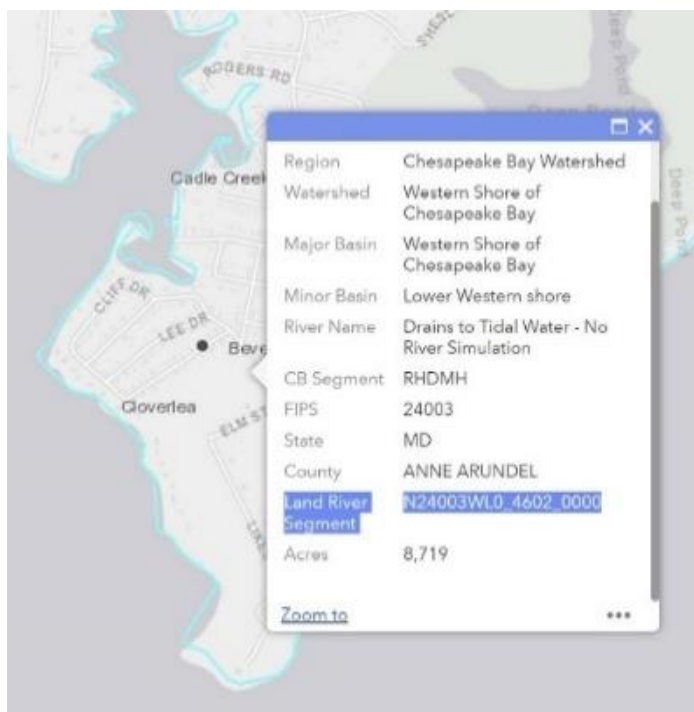 ROGERS RD
Deep Pond
Cadle Creek
Deep Pond
CLIFF DR
LEE DR
Beve
Cloverlea
ELM ST
Region Chesapeake Bay Watershed
Watershed Western Shore of
Chesapeake Bay
Major Basin Western Shore of
Chesapeake Bay
Minor Basin Lower Western shore
River Name Drains to Tidal Water - No
River Simulation
CB Segment RHDMH
FIPS 24003
State MD
County ANNE ARUNDEL
Land River N24003WL0_4602_0000
Segment
Acres 8,719
Zoom to